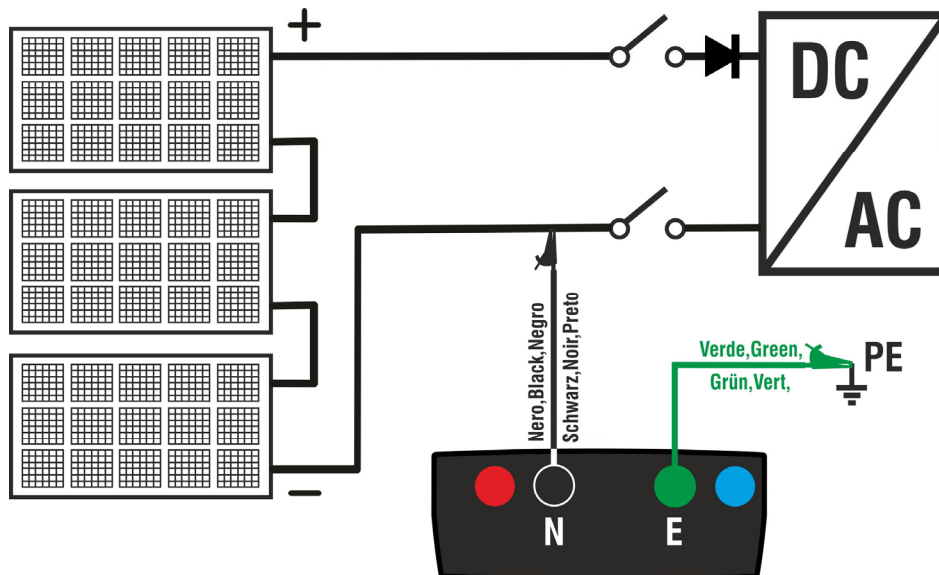 +
DC
AC
Nero,Black,Negro
Schwarz,Noir,Preto
Verde,Green,
Grün,Vert,
PE
−
N
E